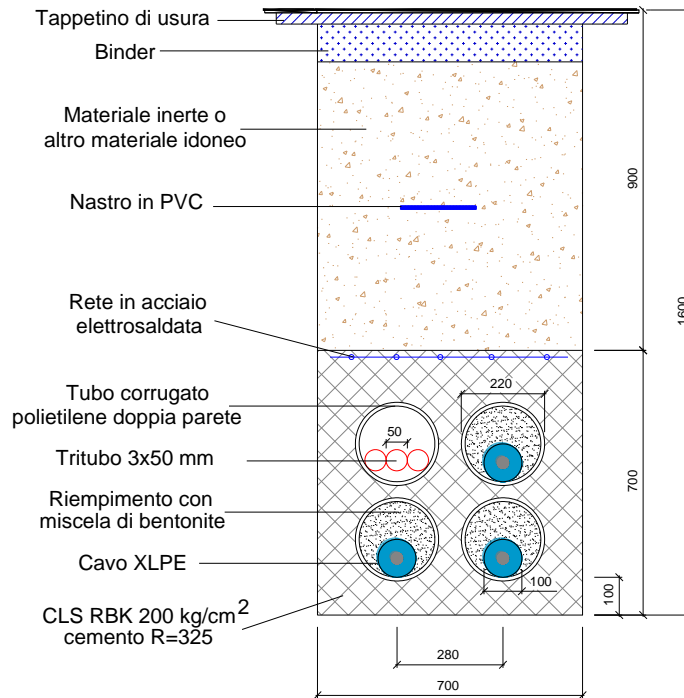 Tappetino di usura
Binder
Materiale inerte o
altro materiale idoneo
900
Nastro in PVC
1600
Rete in acciaio
elettrosaldata
Tubo corrugato
polietilene doppia parete
220
50
Tritubo 3x50 mm
700
Riempimento con
miscela di bentonite
Cavo XLPE
100
100
CLS RBK 200 kg/cm²
cemento R=325
280
700